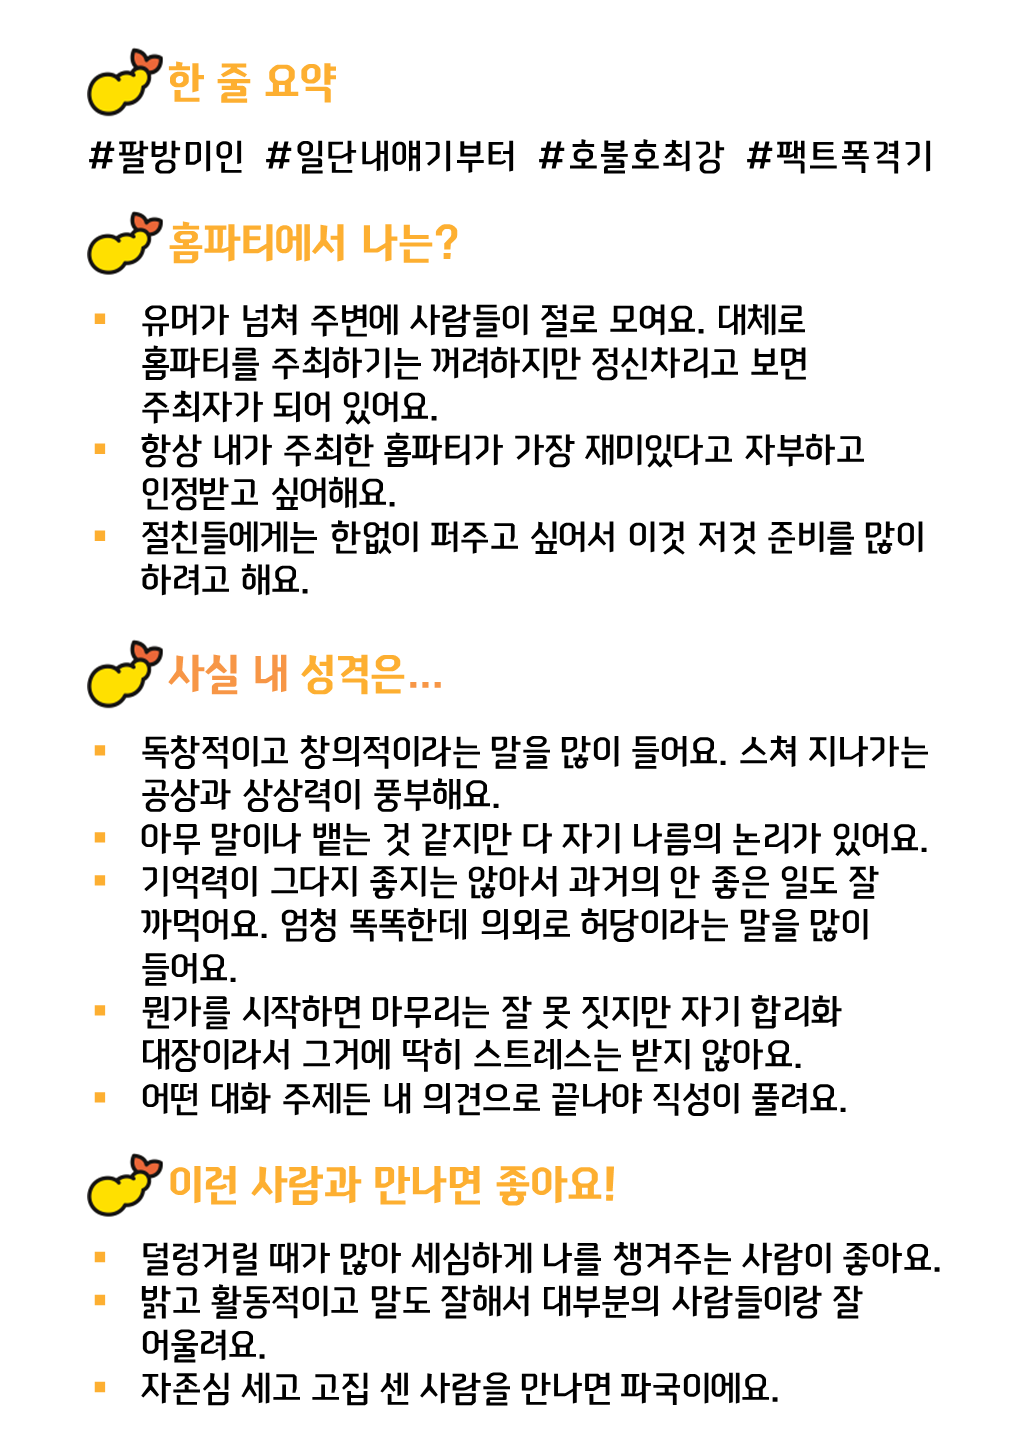 한 줄 요약
#팔방미인 #일단내얘기부터 #호불호최강 #팩트폭격기
홈파티에서 나는?
▪ 유머가 넘쳐 주변에 사람들이 절로 모여요. 대체로
홈파티를 주최하기는 꺼려하지만 정신차리고 보면
주최자가 되어 있어요.
▪ 항상 내가 주최한 홈파티가 가장 재미있다고 자부하고
인정받고 싶어해요.
▪ 절친들에게는 한없이 퍼주고 싶어서 이것 저것 준비를 많이
하려고 해요.
사실 내 성격은...
▪ 독창적이고 창의적이라는 말을 많이 들어요. 스쳐 지나가는
공상과 상상력이 풍부해요.
▪ 아무 말이나 뱉는 것 같지만 다 자기 나름의 논리가 있어요.
▪ 기억력이 그다지 좋지는 않아서 과거의 안 좋은 일도 잘
까먹어요. 엄청 똑똑한데 의외로 허당이라는 말을 많이
들어요.
▪ 뭔가를 시작하면 마무리는 잘 못 짓지만 자기 합리화
대장이라서 그거에 딱히 스트레스는 받지 않아요.
▪ 어떤 대화 주제든 내 의견으로 끝나야 직성이 풀려요.
이런 사람과 만나면 좋아요!
▪ 덜렁거릴 때가 많아 세심하게 나를 챙겨주는 사람이 좋아요.
▪ 밝고 활동적이고 말도 잘해서 대부분의 사람들이랑 잘
어울려요.
▪ 자존심 세고 고집 센 사람을 만나면 파국이에요.